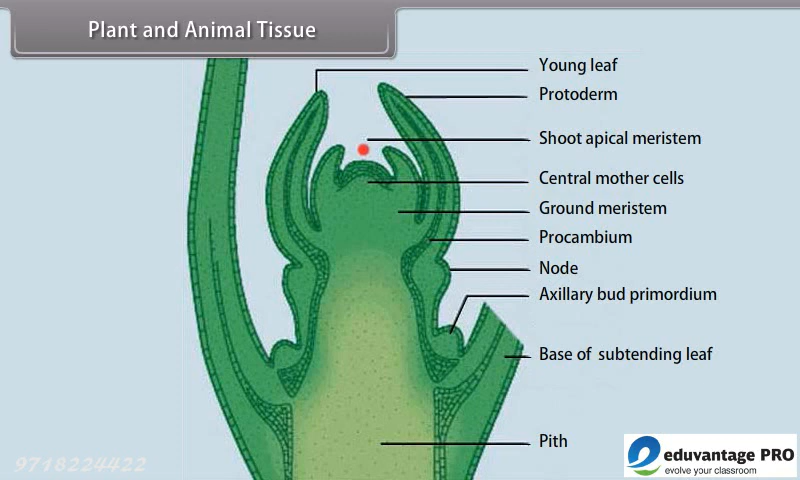 Plant and Animal Tissue
Young leaf
Protoderm
Shoot apical meristem
Central mother cells
Ground meristem
Procambium
Node
Axillary bud primordium
Base of subtending leaf
Pith
9718224422
eduvantage PRO
evolve your classroom